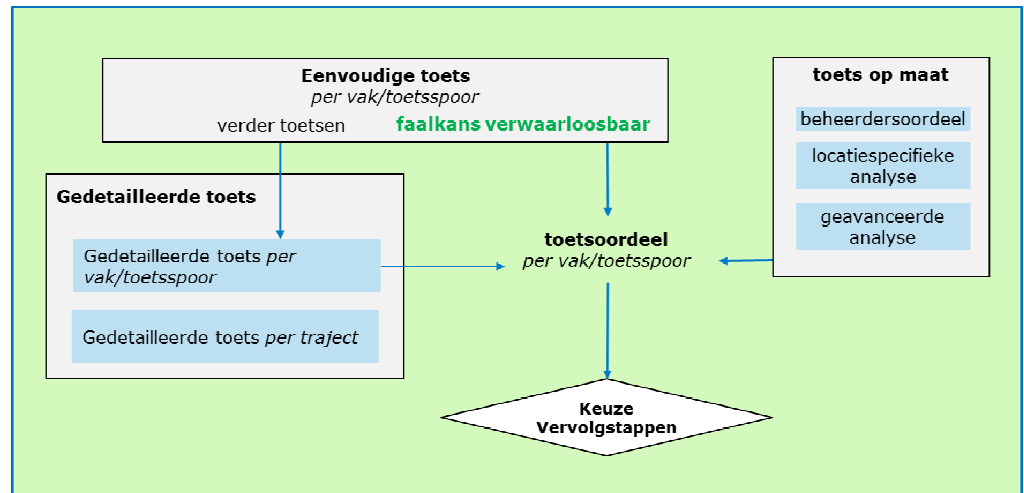 Eenvoudige toets
per vak/toetsspoor
verder toetsen
faalkans verwaarloosbaar
toets op maat
beheerdersoordeel
locatiespecifieke
analyse
geavanceerde
analyse
Gedetailleerde toets
Gedetailleerde toets per
vak/toetsspoor
Gedetailleerde toets per traject
toetsoordeel
per vak/toetsspoor
Keuze
Vervolgstappen